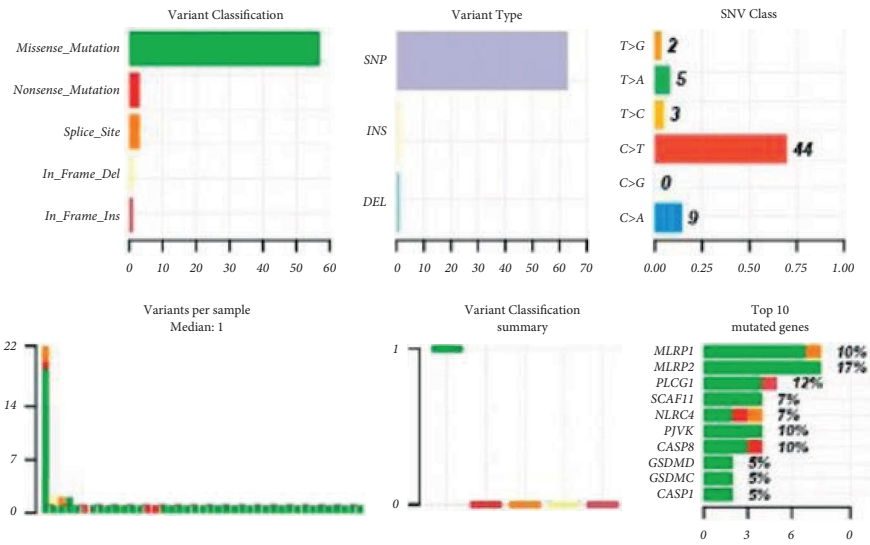 Variant Classification
Missense_Mutation
Nonsense_Mutation
Splice_Site
In_Frame_Del
In_Frame_Ins
0 10 20 30 40 50 60
Variant Type
SNP
INS
DEL
0 10 20 30 40 50 60 70
SNV Class
T>G 2
T>A 5
T>C 3
C>T 44
C>G 0
C>A 9
0.00 0.25 0.50 0.75 1.00
Variants per sample
Median: 1
22
14
7
0
Variant Classification
summary
1
0
Top 10
mutated genes
MLRP1 10%
MLRP2 17%
PLCG1 12%
SCAF11 7%
NLRC4 7%
PJVK 10%
CASP8 10%
GSDMD 5%
GSDMC 5%
CASP1 5%
0 3 6 0